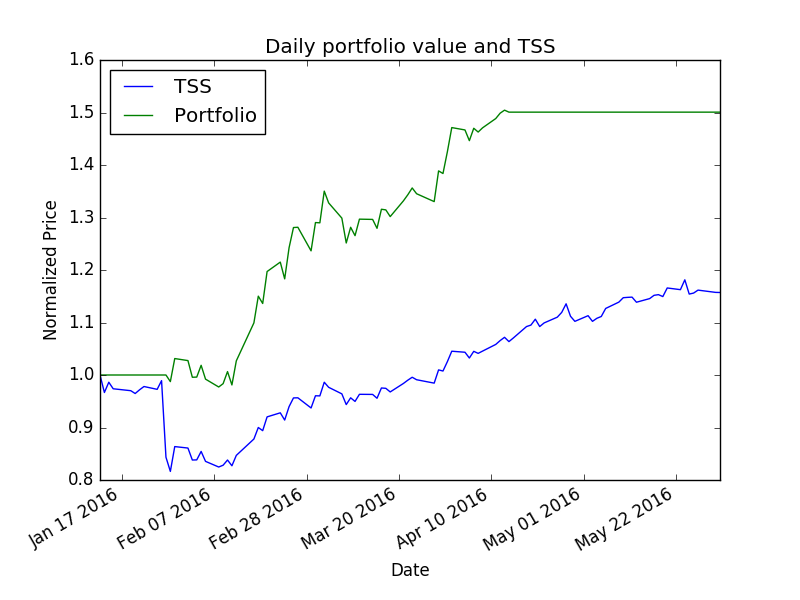 Daily portfolio value and TSS
TSS
Portfolio
Normalized Price
1.6
1.5
1.4
1.3
1.2
1.1
1.0
0.9
0.8
Jan 17 2016
Feb 07 2016
Feb 28 2016
Mar 20 2016
Apr 10 2016
May 01 2016
May 22 2016
Date